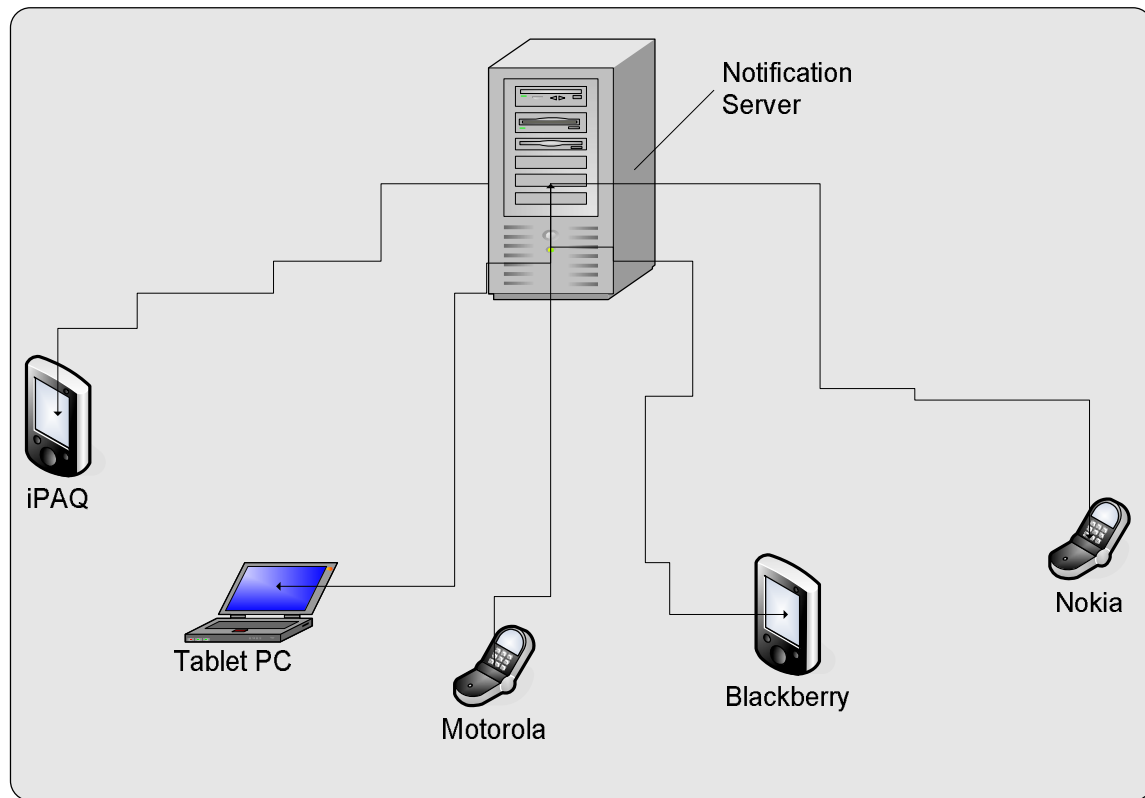 Notification
Server
iPAQ
Nokia
Tablet PC
Blackberry
Motorola